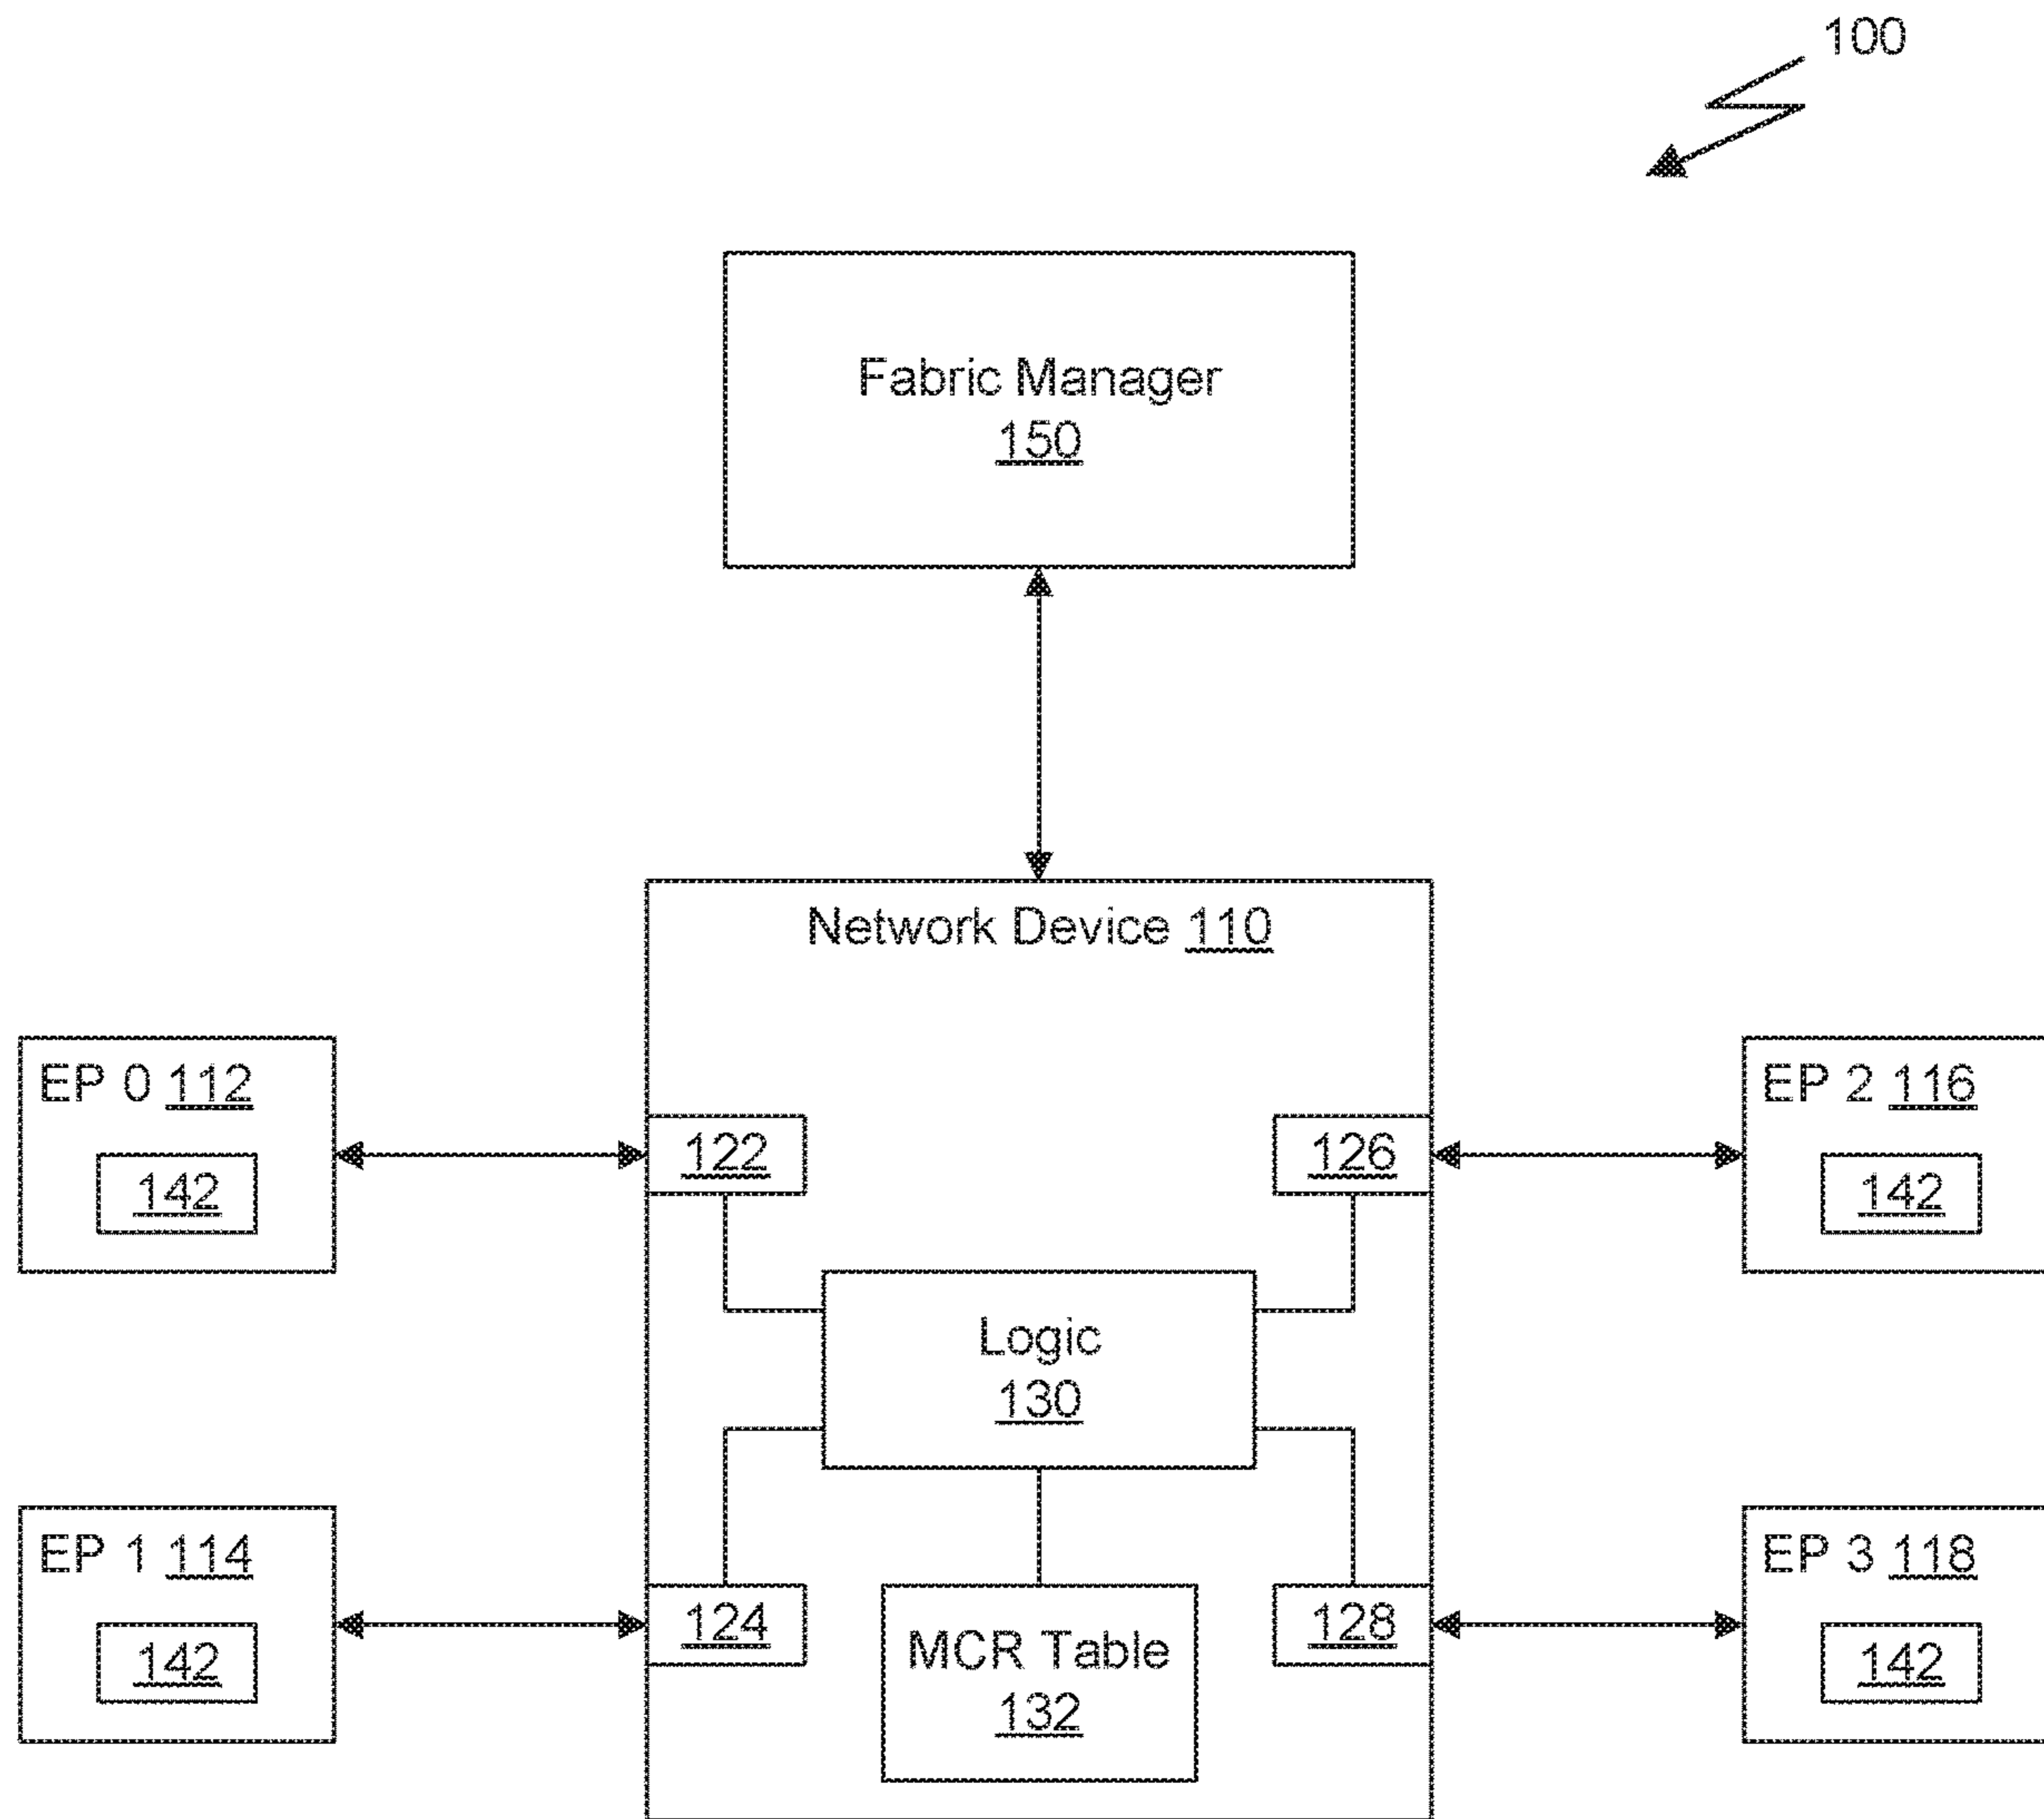 100
Fabric Manager
150
Network Device 110
EP 0 112
142
122
126
EP 2 116
142
Logic
130
EP 1 114
142
124
MCR Table
132
128
EP 3 118
142